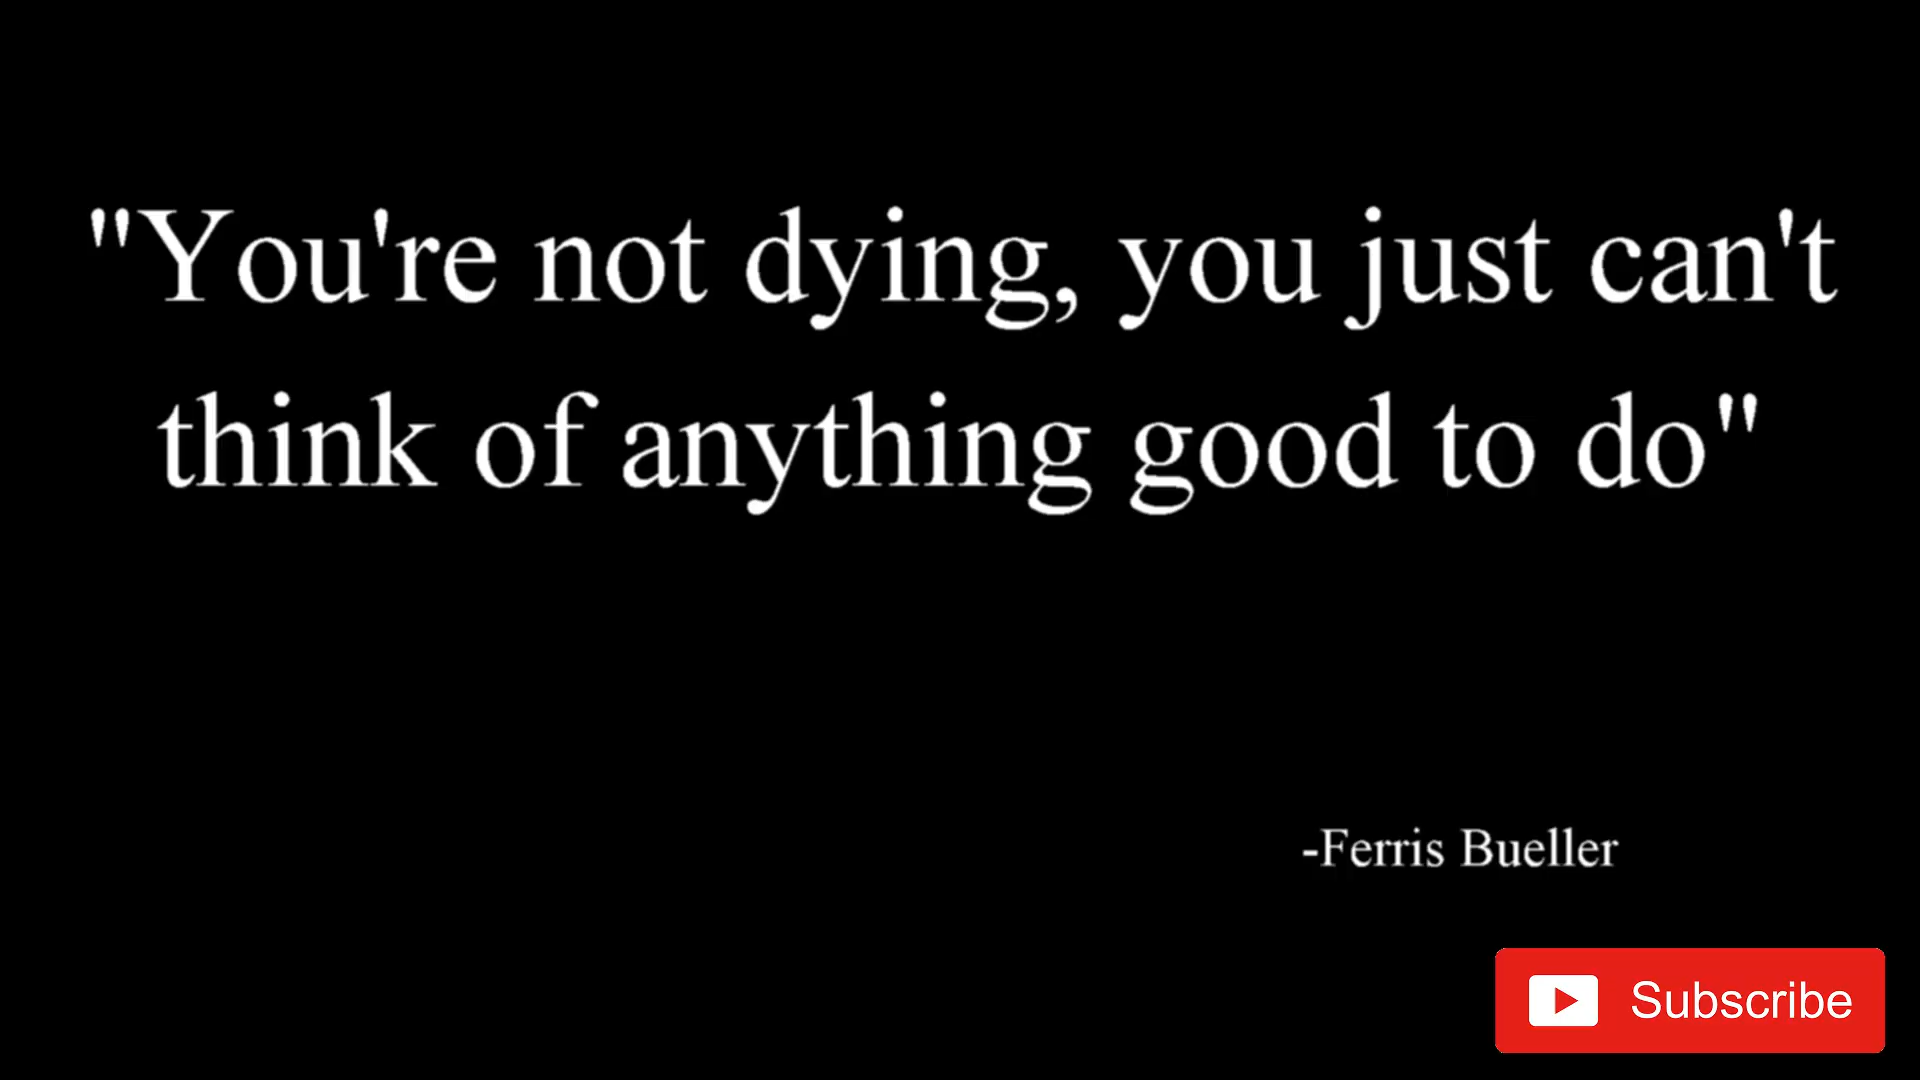 "You're not dying, you just can't
think of anything good to do"
-Ferris Bueller
Subscribe